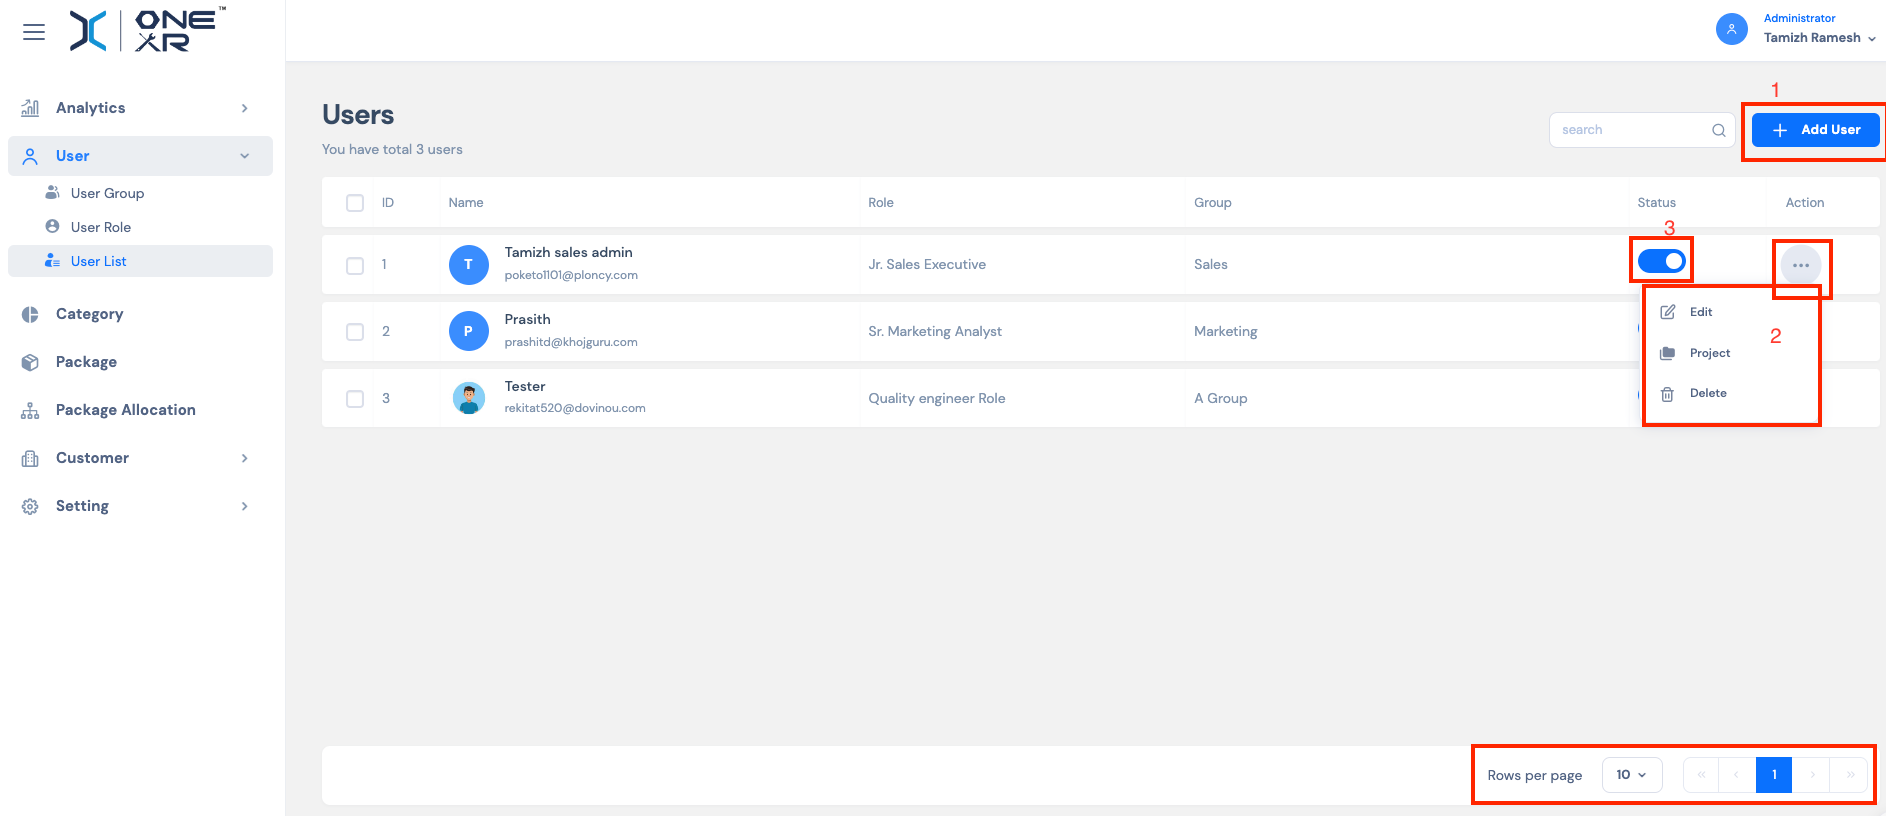 ONE XR™
Administrator
Tamizh Ramesh
Analytics
User
User Group
User Role
User List
Category
Package
Package Allocation
Customer
Setting
Users
You have total 3 users
search
1
Add User
ID Name Role Group Status Action
3
1 T Tamizh sales admin Jr. Sales Executive Sales
poketo1101@ploncy.com
2 P Prasith Sr. Marketing Analyst Marketing
prashitd@khojguru.com
3 Tester Quality engineer Role A Group
rekitat520@dovinou.com
Edit
2
Project
Delete
Rows per page 10 « ‹ 1 › »